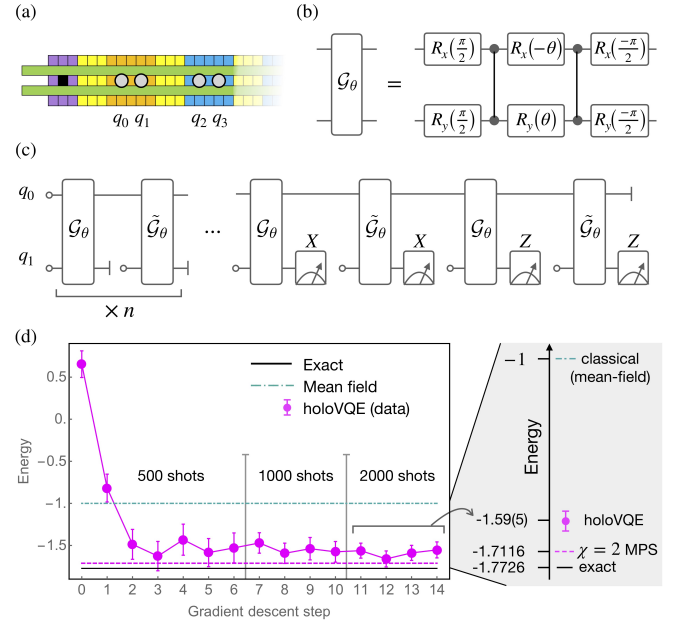 (a)
q₀ q₁ q₂ q₃
(b)
𝒢θ
=
Rₓ(π/2) Rₓ(−θ) Rₓ(−π/2)
Rᵧ(π/2) Rᵧ(θ) Rᵧ(−π/2)
(c)
q₀
q₁
𝒢θ 𝒢̃θ ... 𝒢θ 𝒢̃θ 𝒢θ 𝒢̃θ
X X Z Z
× n
(d)
Energy
0.5
0.
−0.5
−1.
−1.5
Exact
Mean field
holoVQE (data)
500 shots 1000 shots 2000 shots
0 1 2 3 4 5 6 7 8 9 10 11 12 13 14
Gradient descent step
Energy
−1 classical
(mean-field)
-1.59(5) holoVQE
-1.7116 χ = 2 MPS
-1.7726 exact